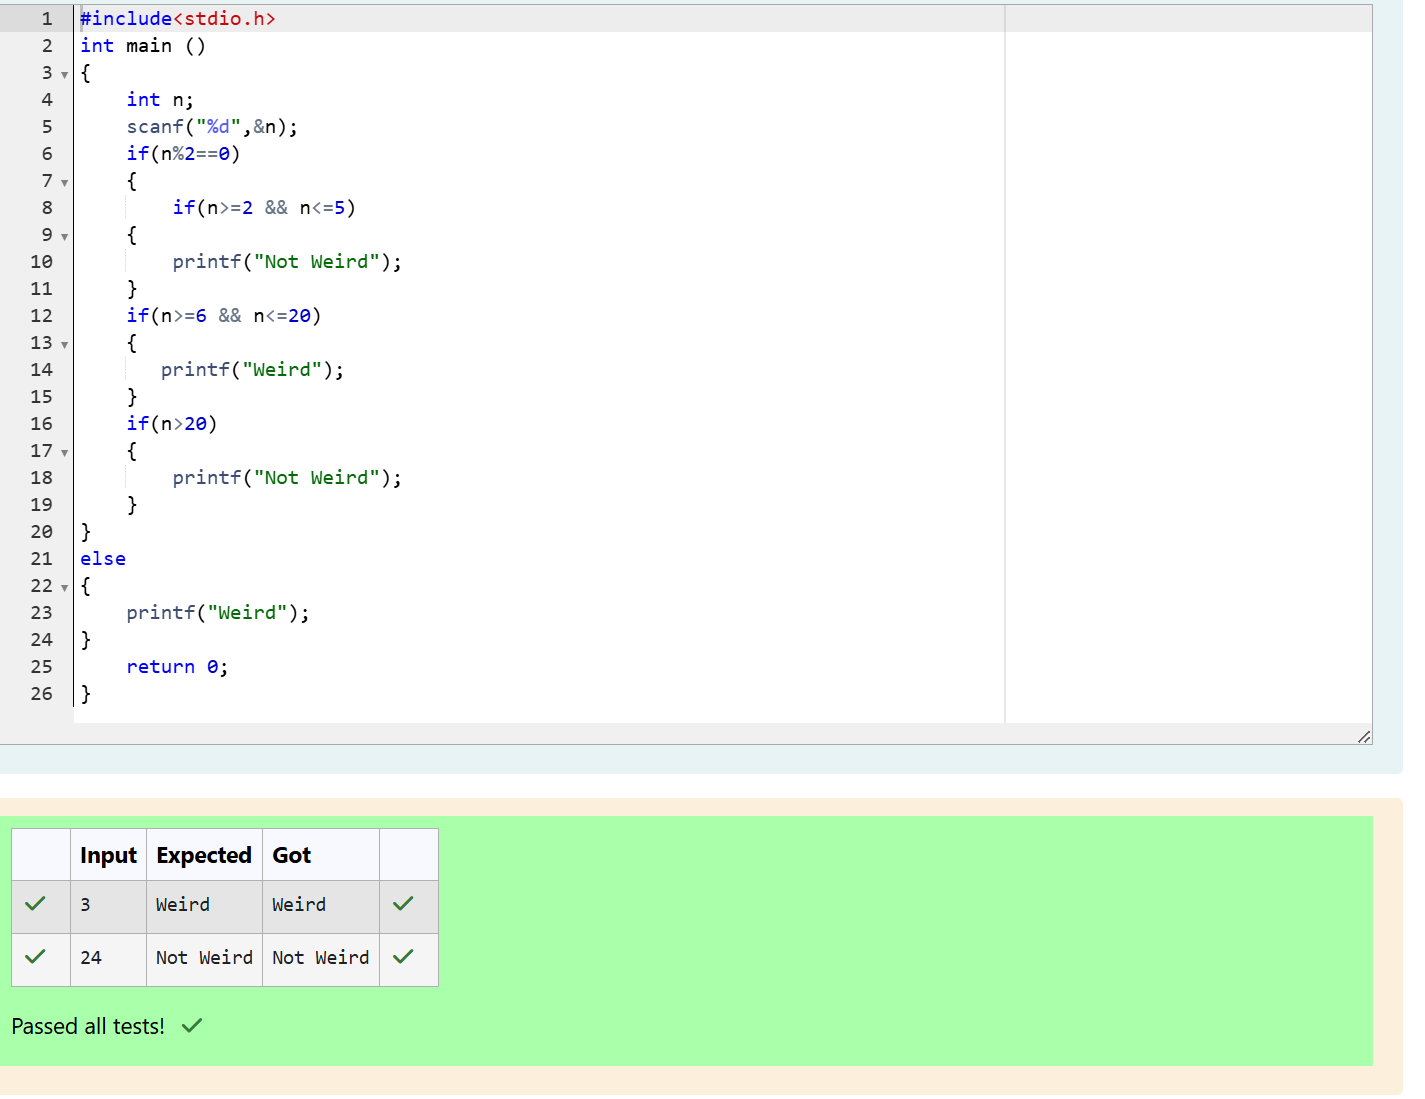 1 #include<stdio.h>
2 int main ()
3 {
4     int n;
5     scanf("%d",&n);
6     if(n%2==0)
7     {
8         if(n>=2 && n<=5)
9     {
10         printf("Not Weird");
11     }
12     if(n>=6 && n<=20)
13     {
14        printf("Weird");
15     }
16     if(n>20)
17     {
18         printf("Not Weird");
19     }
20 }
21 else
22 {
23     printf("Weird");
24 }
25     return 0;
26 }
Input Expected Got
3 Weird Weird
24 Not Weird Not Weird
Passed all tests!